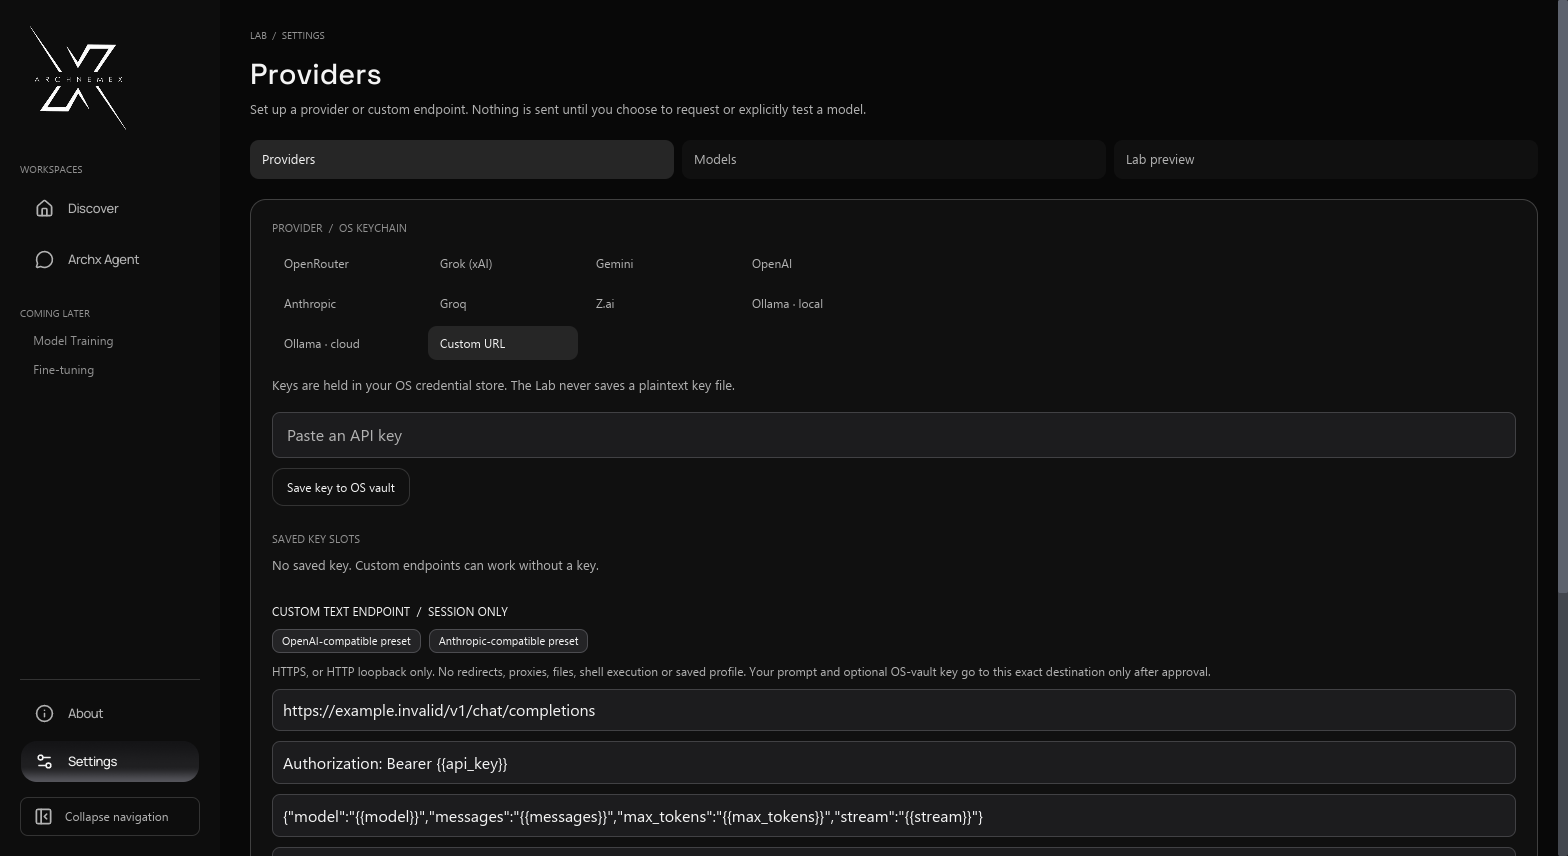 ARCHNEMEX
WORKSPACES
Discover
Archx Agent
COMING LATER
Model Training
Fine-tuning
About
Settings
Collapse navigation
LAB / SETTINGS
Providers
Set up a provider or custom endpoint. Nothing is sent until you choose to request or explicitly test a model.
Providers
Models
Lab preview
PROVIDER / OS KEYCHAIN
OpenRouter
Grok (xAI)
Gemini
OpenAI
Anthropic
Groq
Z.ai
Ollama · local
Ollama · cloud
Custom URL
Keys are held in your OS credential store. The Lab never saves a plaintext key file.
Paste an API key
Save key to OS vault
SAVED KEY SLOTS
No saved key. Custom endpoints can work without a key.
CUSTOM TEXT ENDPOINT / SESSION ONLY
OpenAI-compatible preset
Anthropic-compatible preset
HTTPS, or HTTP loopback only. No redirects, proxies, files, shell execution or saved profile. Your prompt and optional OS-vault key go to this exact destination only after approval.
https://example.invalid/v1/chat/completions
Authorization: Bearer {{api_key}}
{"model":"{{model}}","messages":"{{messages}}","max_tokens":"{{max_tokens}}","stream":"{{stream}}"}